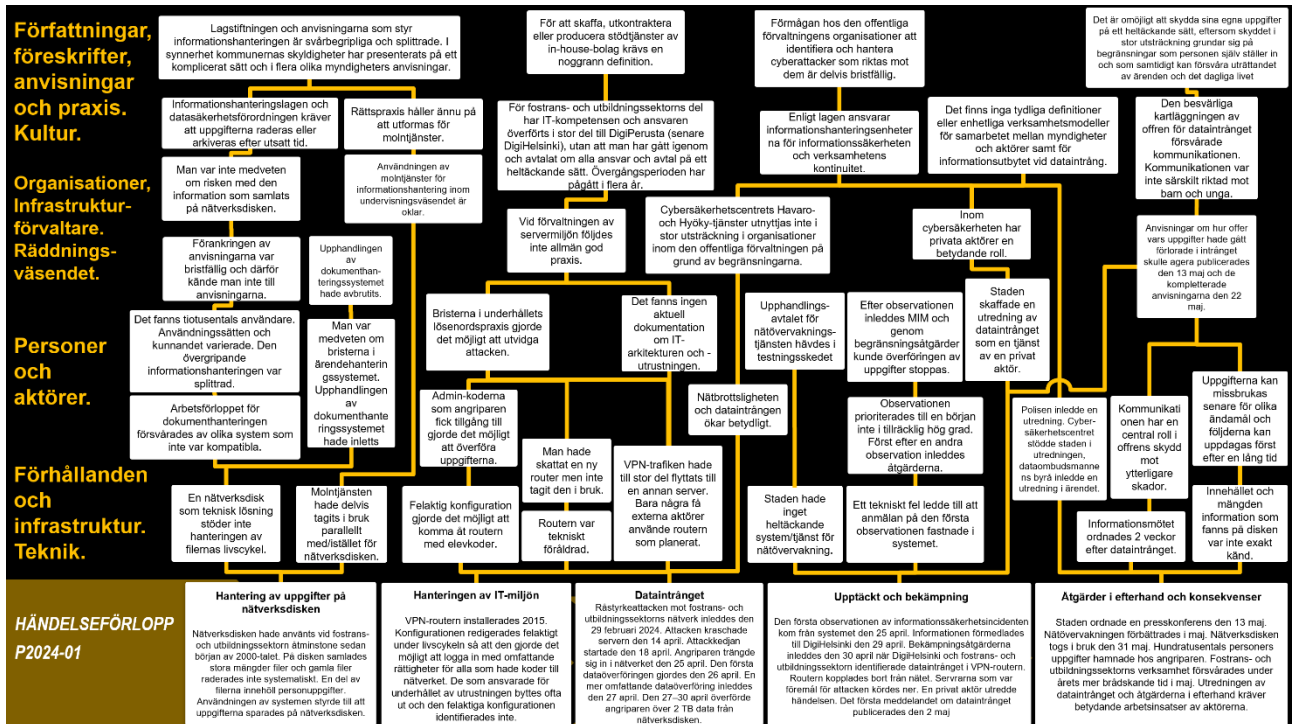 Författningar,
föreskrifter,
anvisningar
och praxis.
Kultur.
Organisationer,
Infrastruktur-
förvaltare.
Räddnings-
väsendet.
Personer
och
aktörer.
Förhållanden
och
infrastruktur.
Teknik.
HÄNDELSEFÖRLOPP
P2024-01
Lagstiftningen och anvisningarna som styr
informationshanteringen är svårbegripliga och splittrade. I
synnerhet kommunernas skyldigheter har presenterats på ett
komplicerat sätt och i flera olika myndigheters anvisningar.
För att skaffa, utkontraktera
eller producera stödtjänster
av in-house-bolag krävs en
noggrann definition.
Förmågan hos den offentliga
förvaltningens organisationer att
identifiera och hantera
cyberattacker som riktas mot
dem är delvis bristfällig.
Det är omöjligt att skydda sina egna uppgifter
på ett heltäckande sätt, eftersom skyddet i
stor utsträckning grundar sig på
begränsningar som personen själv ställer in
och som samtidigt kan försvåra uträttandet
av ärenden och det dagliga livet
Informationshanteringslagen och
datasäkerhetsförordningen kräver
att uppgifterna raderas eller
arkiveras efter utsatt tid.
Rättspraxis håller ännu på
att utformas för
molntjänster.
För fostrans- och utbildningssektorns del
har IT-kompetensen och ansvaren
överförts i stor del till DigiPerusta (senare
DigiHelsinki), utan att man har gått igenom
och avtalat om alla ansvar och avtal på ett
heltäckande sätt. Övergångsperioden har
pågått i flera år.
Enligt lagen ansvarar
informationshanteringsenheter
na för informationssäkerheten
och verksamhetens
kontinuitet.
Det finns inga tydliga definitioner
eller enhetliga verksamhetsmodeller
för samarbetet mellan myndigheter
och aktörer samt för
informationsutbytet vid dataintrång.
Den besvärliga
kartläggningen av
offren för dataintrånget
försvårade
kommunikationen.
Kommunikationen var
inte särskilt riktad mot
barn och unga.
Man var inte medveten
om risken med den
information som samlats
på nätverksdisken.
Användningen av
molntjänster för
informationshantering inom
undervisningsväsendet är
oklar.
Vid förvaltningen av
servermiljön följdes
inte allmän god
praxis.
Cybersäkerhetscentrets Havaro-
och Hyöky-tjänster utnyttjas inte i
stor utsträckning i organisationer
inom den offentliga förvaltningen på
grund av begränsningarna.
Inom
cybersäkerheten har
privata aktörer en
betydande roll.
Anvisningar om hur offer
vars uppgifter hade gått
förlorade i intrånget
skulle agera publicerades
den 13 maj och de
kompletterade
anvisningarna den 22
maj.
Förankringen av
anvisningarna var
bristfällig och därför
kände man inte till
anvisningarna.
Upphandlingen
av
dokumenthan-
teringssystemet
hade avbrutits.
Bristerna i underhållets
lösenordspraxis gjorde
det möjligt att utvidga
attacken.
Det fanns ingen
aktuell
dokumentation
om IT-
arkitekturen och -
utrustningen.
Upphandlings-
avtalet för
nätövervaknings-
tjänsten hävdes i
testningsskedet
Efter observationen
inleddes MIM och
genom
begränsningsåtgärder
kunde överföringen av
uppgifter stoppas.
Staden
skaffade en
utredning av
dataintrånget
som en tjänst
av en privat
aktör.
Det fanns tiotusentals användare.
Användningssätten och
kunnandet varierade. Den
övergripande
informationshanteringen var
splittrad.
Man var
medveten om
bristerna i
ärendehanterin
gssystemet.
Upphandlingen
av
dokumenthante
ringssystemet
hade inletts
Admin-koderna
som angriparen
fick tillgång till
gjorde det möjligt
att överföra
uppgifterna.
Nätbrottsligheten
och dataintrången
ökar betydligt.
Observationen
prioriterades till en början
inte i tillräcklig hög grad.
Först efter en andra
observation inleddes
åtgärderna.
Polisen inledde en
utredning. Cyber-
säkerhetscentret
stödde staden i
utredningen,
dataombudsmanne
ns byrå inledde en
utredning i ärendet.
Kommunikati
onen har en
central roll i
offrens skydd
mot
ytterligare
skador.
Uppgifterna kan
missbrukas
senare för olika
ändamål och
följderna kan
uppdagas först
efter en lång tid
Arbetsförloppet för
dokumenthanteringen
försvårades av olika system som
inte var kompatibla.
Man hade
skattat en ny
router men inte
tagit den i bruk.
VPN-trafiken hade
till stor del flyttats till
en annan server.
Bara några få
externa aktörer
använde routern
som planerat.
En nätverksdisk
som teknisk lösning
stöder inte
hanteringen av
filernas livscykel.
Molntjänsten
hade delvis
tagits i bruk
parallellt
med/istället för
nätverksdisken.
Felaktig konfiguration
gjorde det möjligt att
komma åt routern
med elevkoder.
Routern var
tekniskt
föråldrad.
Staden hade
inget
heltäckande
system/tjänst för
nätövervakning.
Ett tekniskt fel ledde till att
anmälan på den första
observationen fastnade i
systemet.
Informationsmötet
ordnades 2 veckor
efter dataintrånget.
Innehållet och
mängden
information som
fanns på disken
var inte exakt
känd.
Hantering av uppgifter på
nätverksdisken
Nätverksdisken hade använts vid fostrans-
och utbildningssektorn åtminstone sedan
början av 2000-talet. På disken samlades
stora mängder filer och gamla filer
raderades inte systematiskt. En del av
filerna innehöll personuppgifter.
Användningen av systemen styrde till att
uppgifterna sparades på nätverksdisken.
Hanteringen av IT-miljön
VPN-routern installerades 2015.
Konfigurationen redigerades felaktigt
under livscykeln så att den gjorde det
möjligt att logga in med omfattande
rättigheter för alla som hade koder till
nätverket. De som ansvarade för
underhållet av utrustningen byttes ofta
ut och den felaktiga konfigurationen
identifierades inte.
Dataintrånget
Råstyrkeattacken mot fostrans- och
utbildningssektorns nätverk inleddes den
29 februari 2024. Attacken kraschade
servern den 14 april. Attackkedjan
startade den 18 april. Angriparen trängde
sig in i nätverket den 25 april. Den första
dataöverföringen gjordes den 26 april. En
mer omfattande dataöverföring inleddes
den 27 april. Den 27–30 april överförde
angriparen över 2 TB data från
nätverksdisken.
Upptäckt och bekämpning
Den första observationen av informationssäkerhetsincidenten
kom från systemet den 25 april. Informationen förmedlades
till DigiHelsinki den 29 april. Bekämpningsåtgärderna
inleddes den 30 april när DigiHelsinki och fostrans- och
utbildningssektorn identifierade dataintrånget i VPN-routern.
Routern kopplades bort från nätet. Servrarna som var
föremål för attacken kördes ner. En privat aktör utredde
händelsen. Det första meddelandet om dataintrånget
publicerades den 2 maj
Åtgärder i efterhand och konsekvenser
Staden ordnade en presskonferens den 13 maj.
Nätövervakningen förbättrades i maj. Nätverksdisken
togs i bruk den 31 maj. Hundratusentals personers
uppgifter hamnade hos angriparen. Fostrans- och
utbildningssektorns verksamhet försvårades under
årets mer brådskande tid i maj. Utredningen av
dataintrånget och åtgärderna i efterhand kräver
betydande arbetsinsatser av aktörerna.